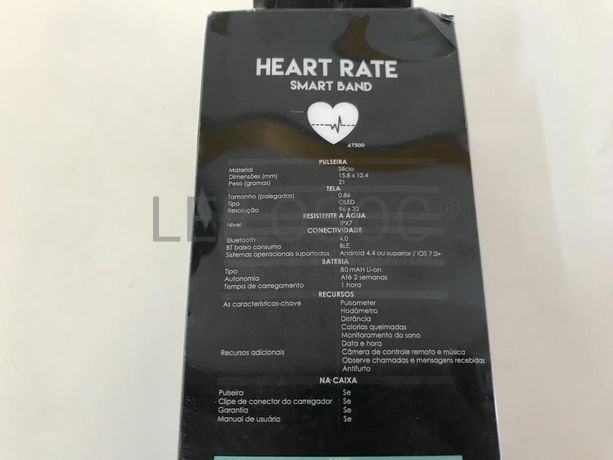 HEART RATE
SMART BAND
AT500
PULSEIRA
Material Silício
Dimensões (mm) 15.8 x 12.4
Peso (gramas) 21
TELA
Tamanho (polegadas) 0.86
Tipo OLED
Resolução 96 x 32
RESISTENTE A ÁGUA
Nível IPX7
CONECTIVIDADE
Bluetooth 4.0
BT baixo consumo BLE
Sistemas operacionais suportados Android 4.4 ou superior / iOS 7.0+
BATERIA
Tipo 80 mAH Li-on
Autonomia Até 2 semanas
Tempo de carregamento 1 hora
RECURSOS
As características-chave Pulsometer
Hodômetro
Distância
Calorias queimadas
Monitoramento do sono
Data e hora
Recursos adicionais Câmera de controle remoto e música
Observe chamadas e mensagens recebidas
Antifurto
NA CAIXA
Pulseira Se
Clipe de conector do carregador Se
Garantia Se
Manual de usuário Se